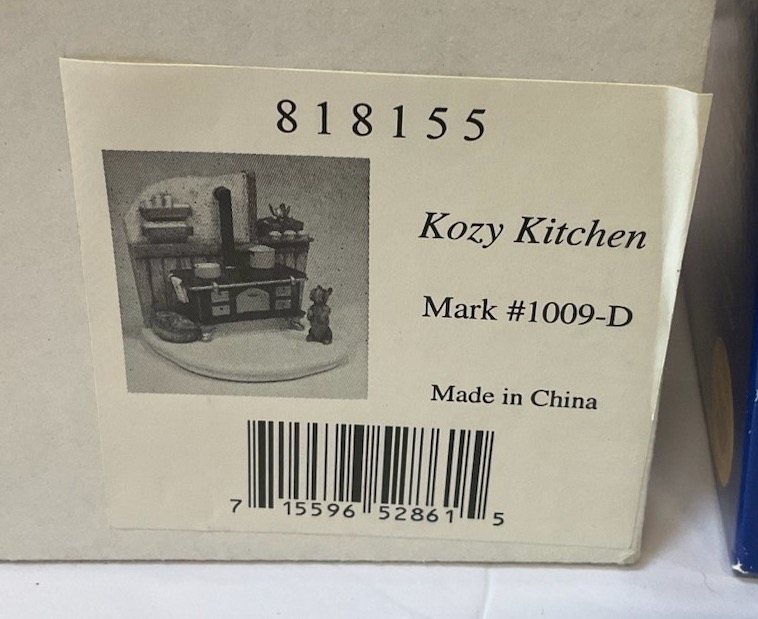 818155
Kozy Kitchen
Mark #1009-D
Made in China
7 15596 52861 5